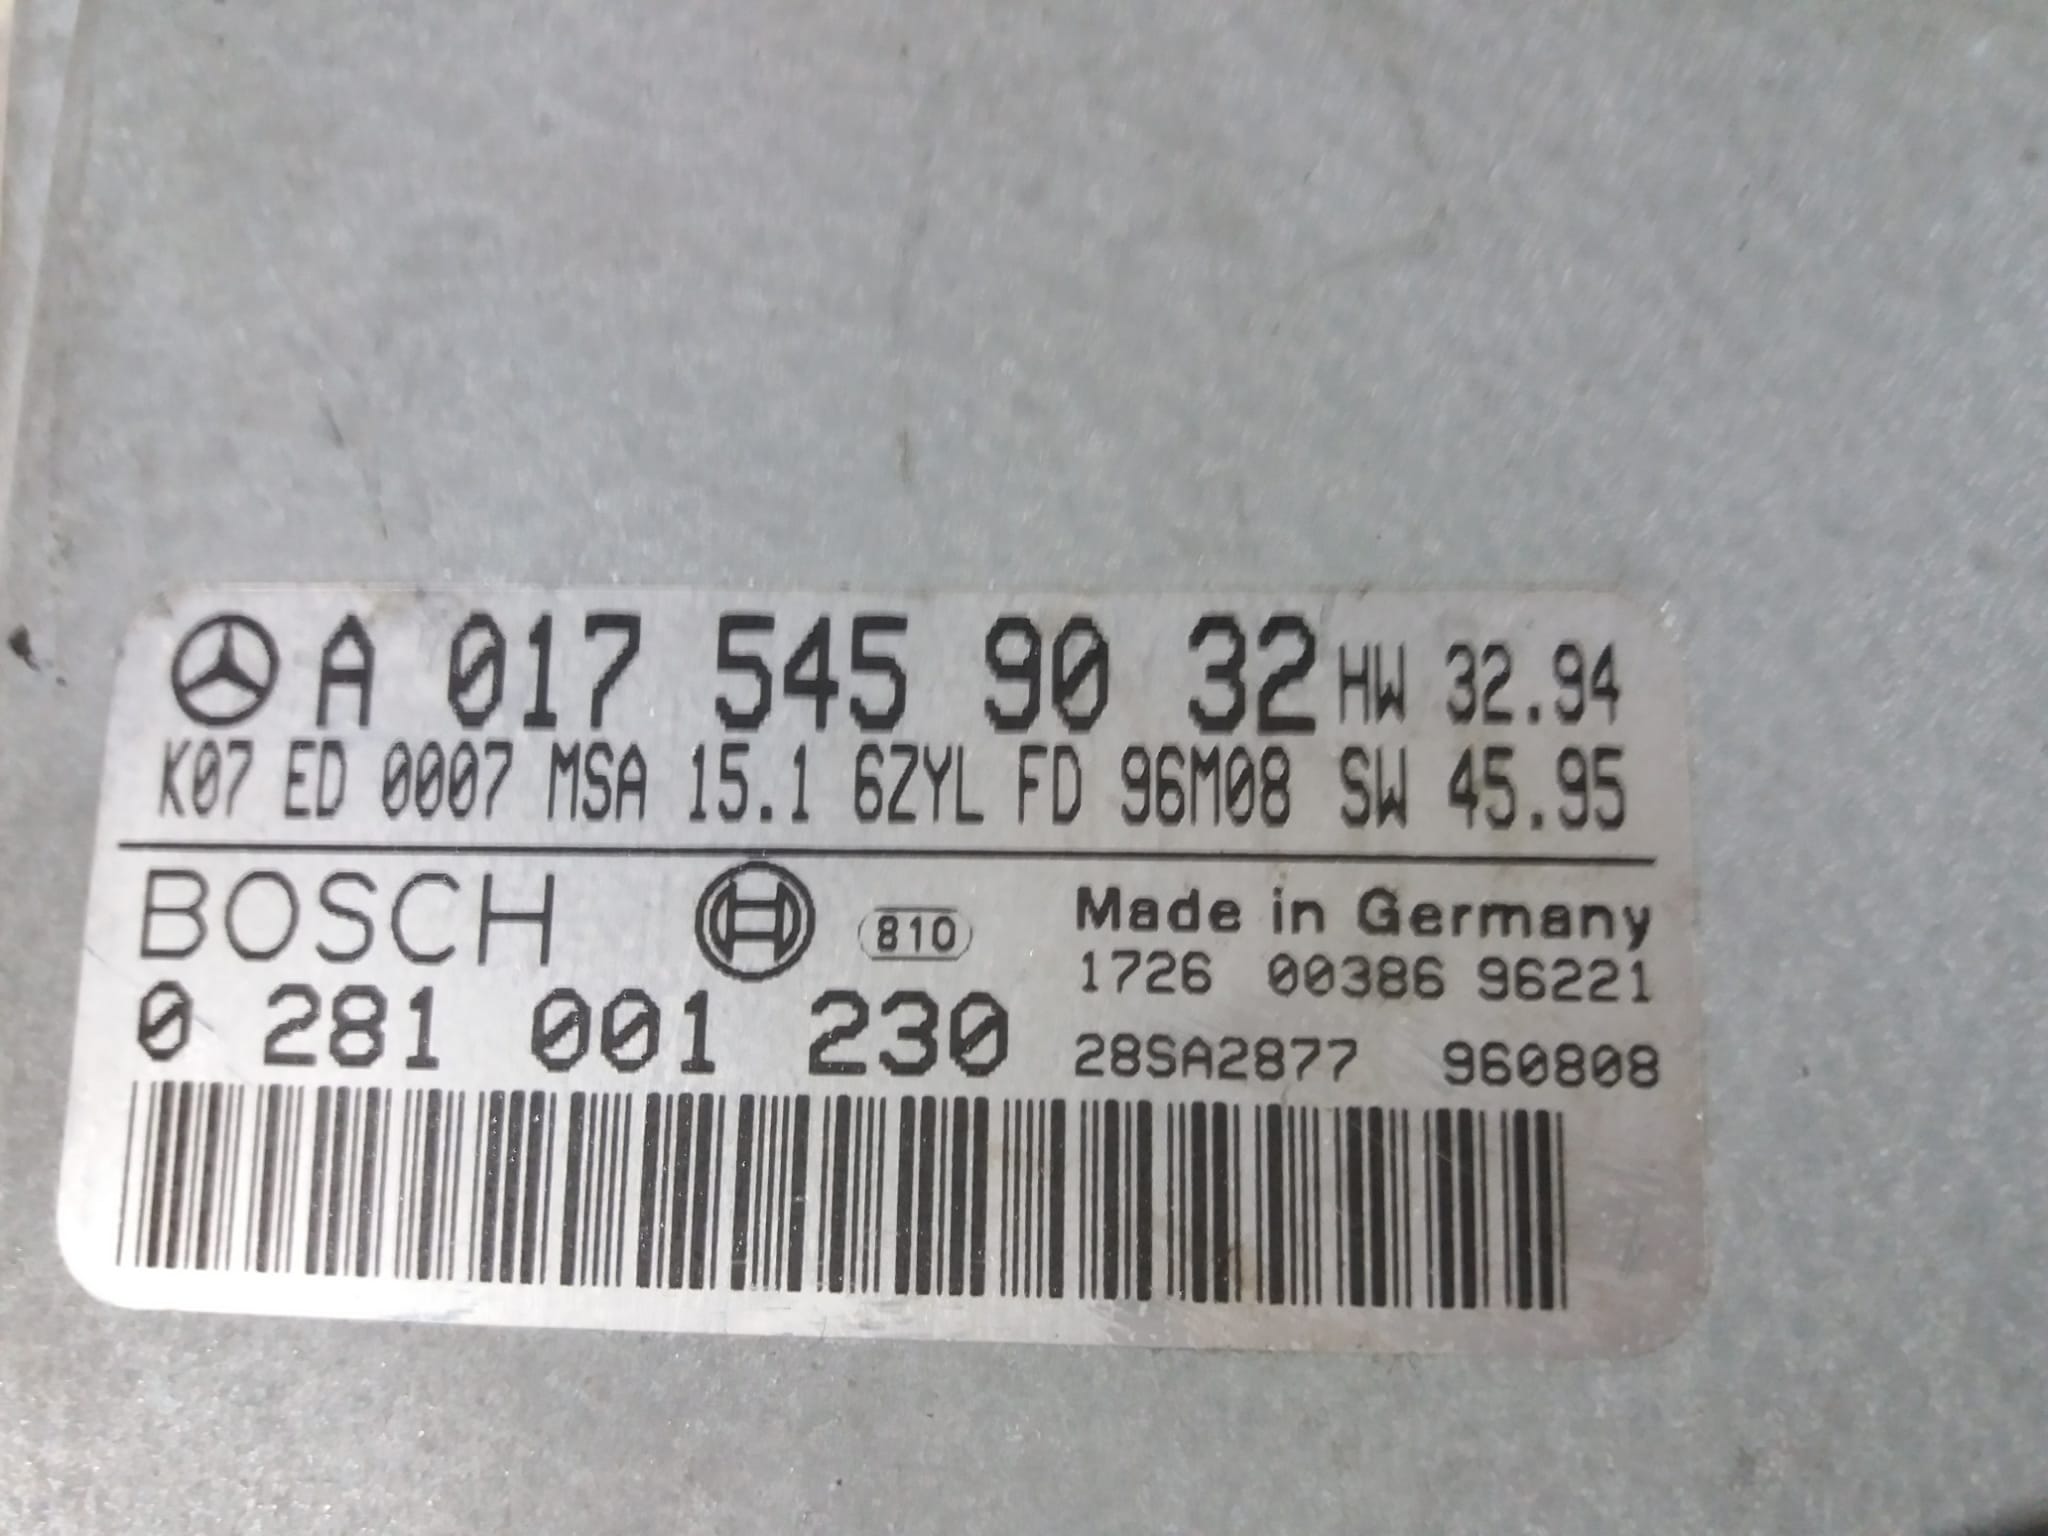 A 017 545 90 32 HW 32.94
K07 ED 0007 MSA 15.1 6ZYL FD 96M08 SW 45.95
BOSCH 810 Made in Germany
1726 00386 96221
0 281 001 230
28SA2877 960808